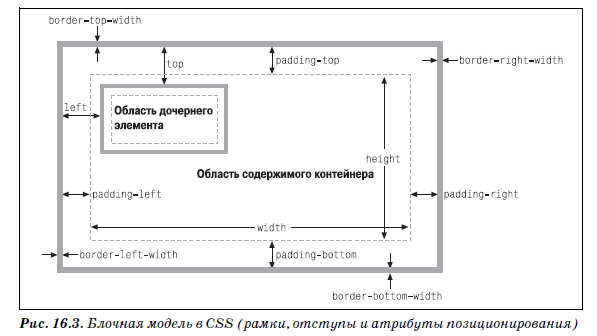 border-top-width
top
padding-top
border-right-width
left
Область дочернего
элемента
height
Область содержимого контейнера
padding-left
padding-right
width
border-left-width
padding-bottom
border-bottom-width
Рис. 16.3. Блочная модель в CSS (рамки, отступы и атрибуты позиционирования)